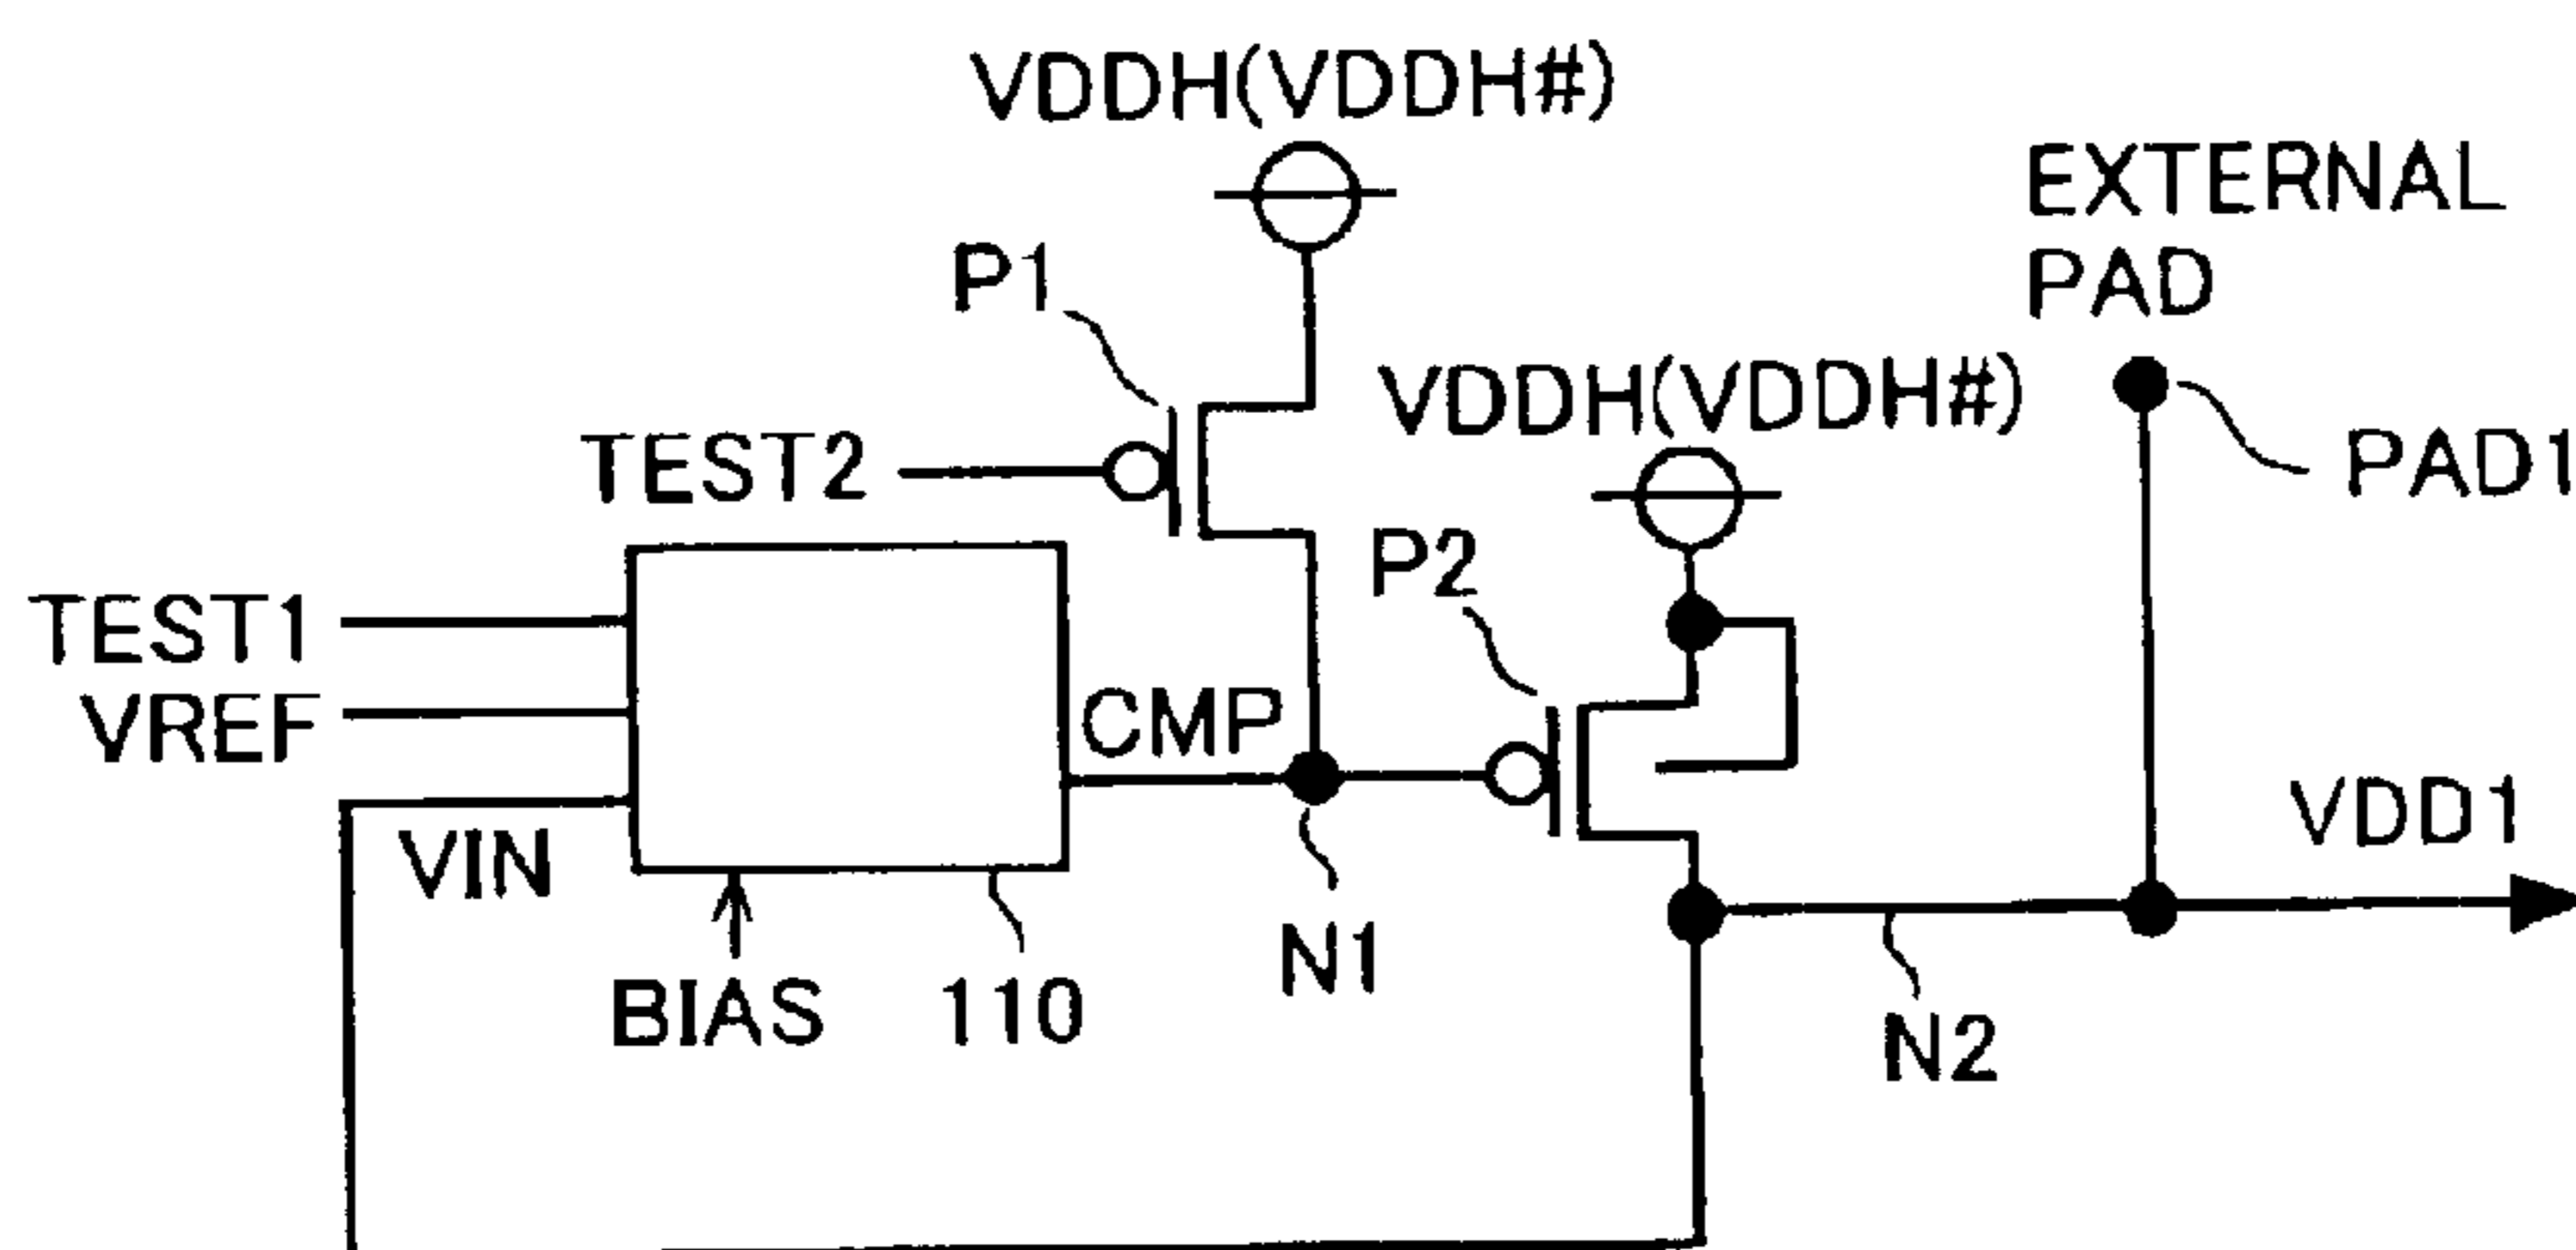 VDDH(VDDH#)
EXTERNAL
PAD
P1
VDDH(VDDH#)
PAD1
TEST2
P2
TEST1
VREF
CMP
VIN
VDD1
BIAS
110
N1
N2